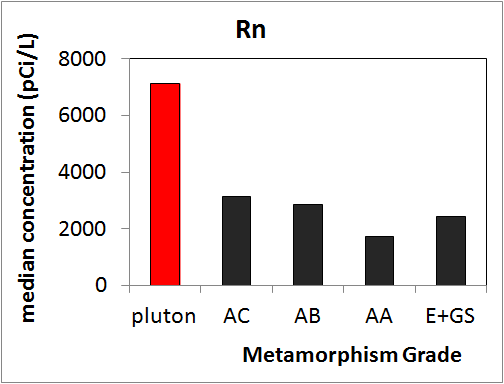 Rn
median concentration (pCi/L)
8000
6000
4000
2000
0
pluton AC AB AA E+GS
Metamorphism Grade